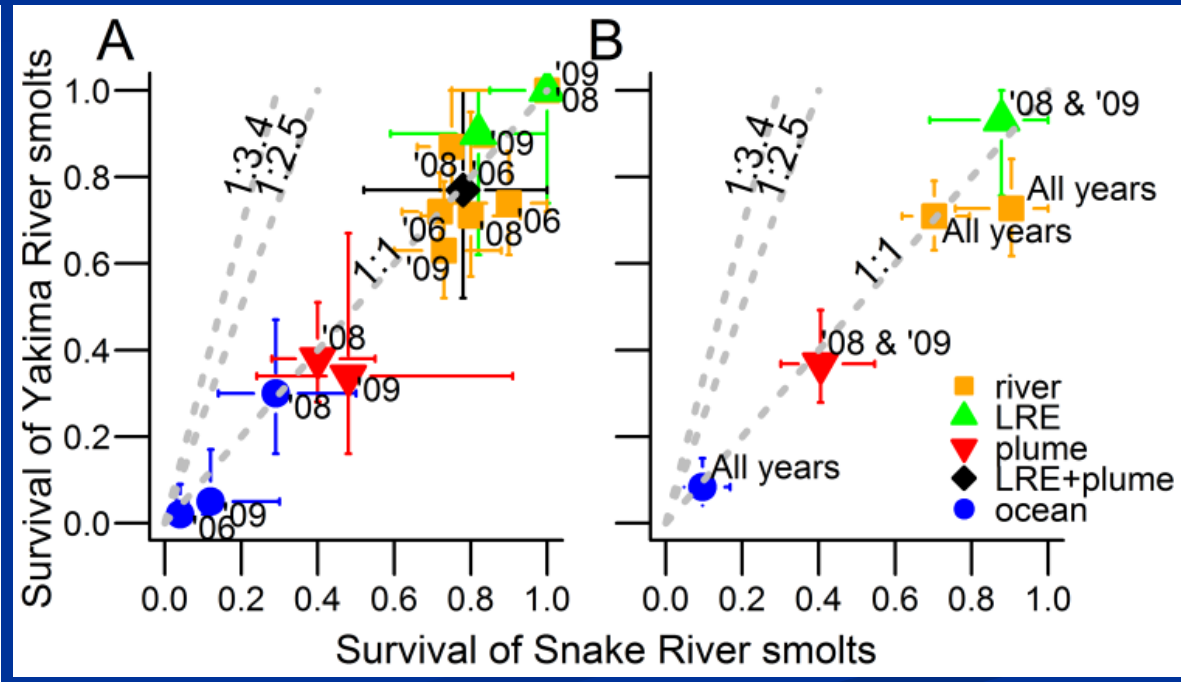 A
B
Survival of Yakima River smolts
1.0
0.8
0.6
0.4
0.2
0.0
1:3.4
1:2.5
1:1
'09
'08
'09
'08
'06
'06
'06
'08
'09
'08
'09
'08
'09
'06
0.0 0.2 0.4 0.6 0.8 1.0
1:3.4
1:2.5
1:1
'08 & '09
All years
All years
'08 & '09
All years
river
LRE
plume
LRE+plume
ocean
0.0 0.2 0.4 0.6 0.8 1.0
Survival of Snake River smolts